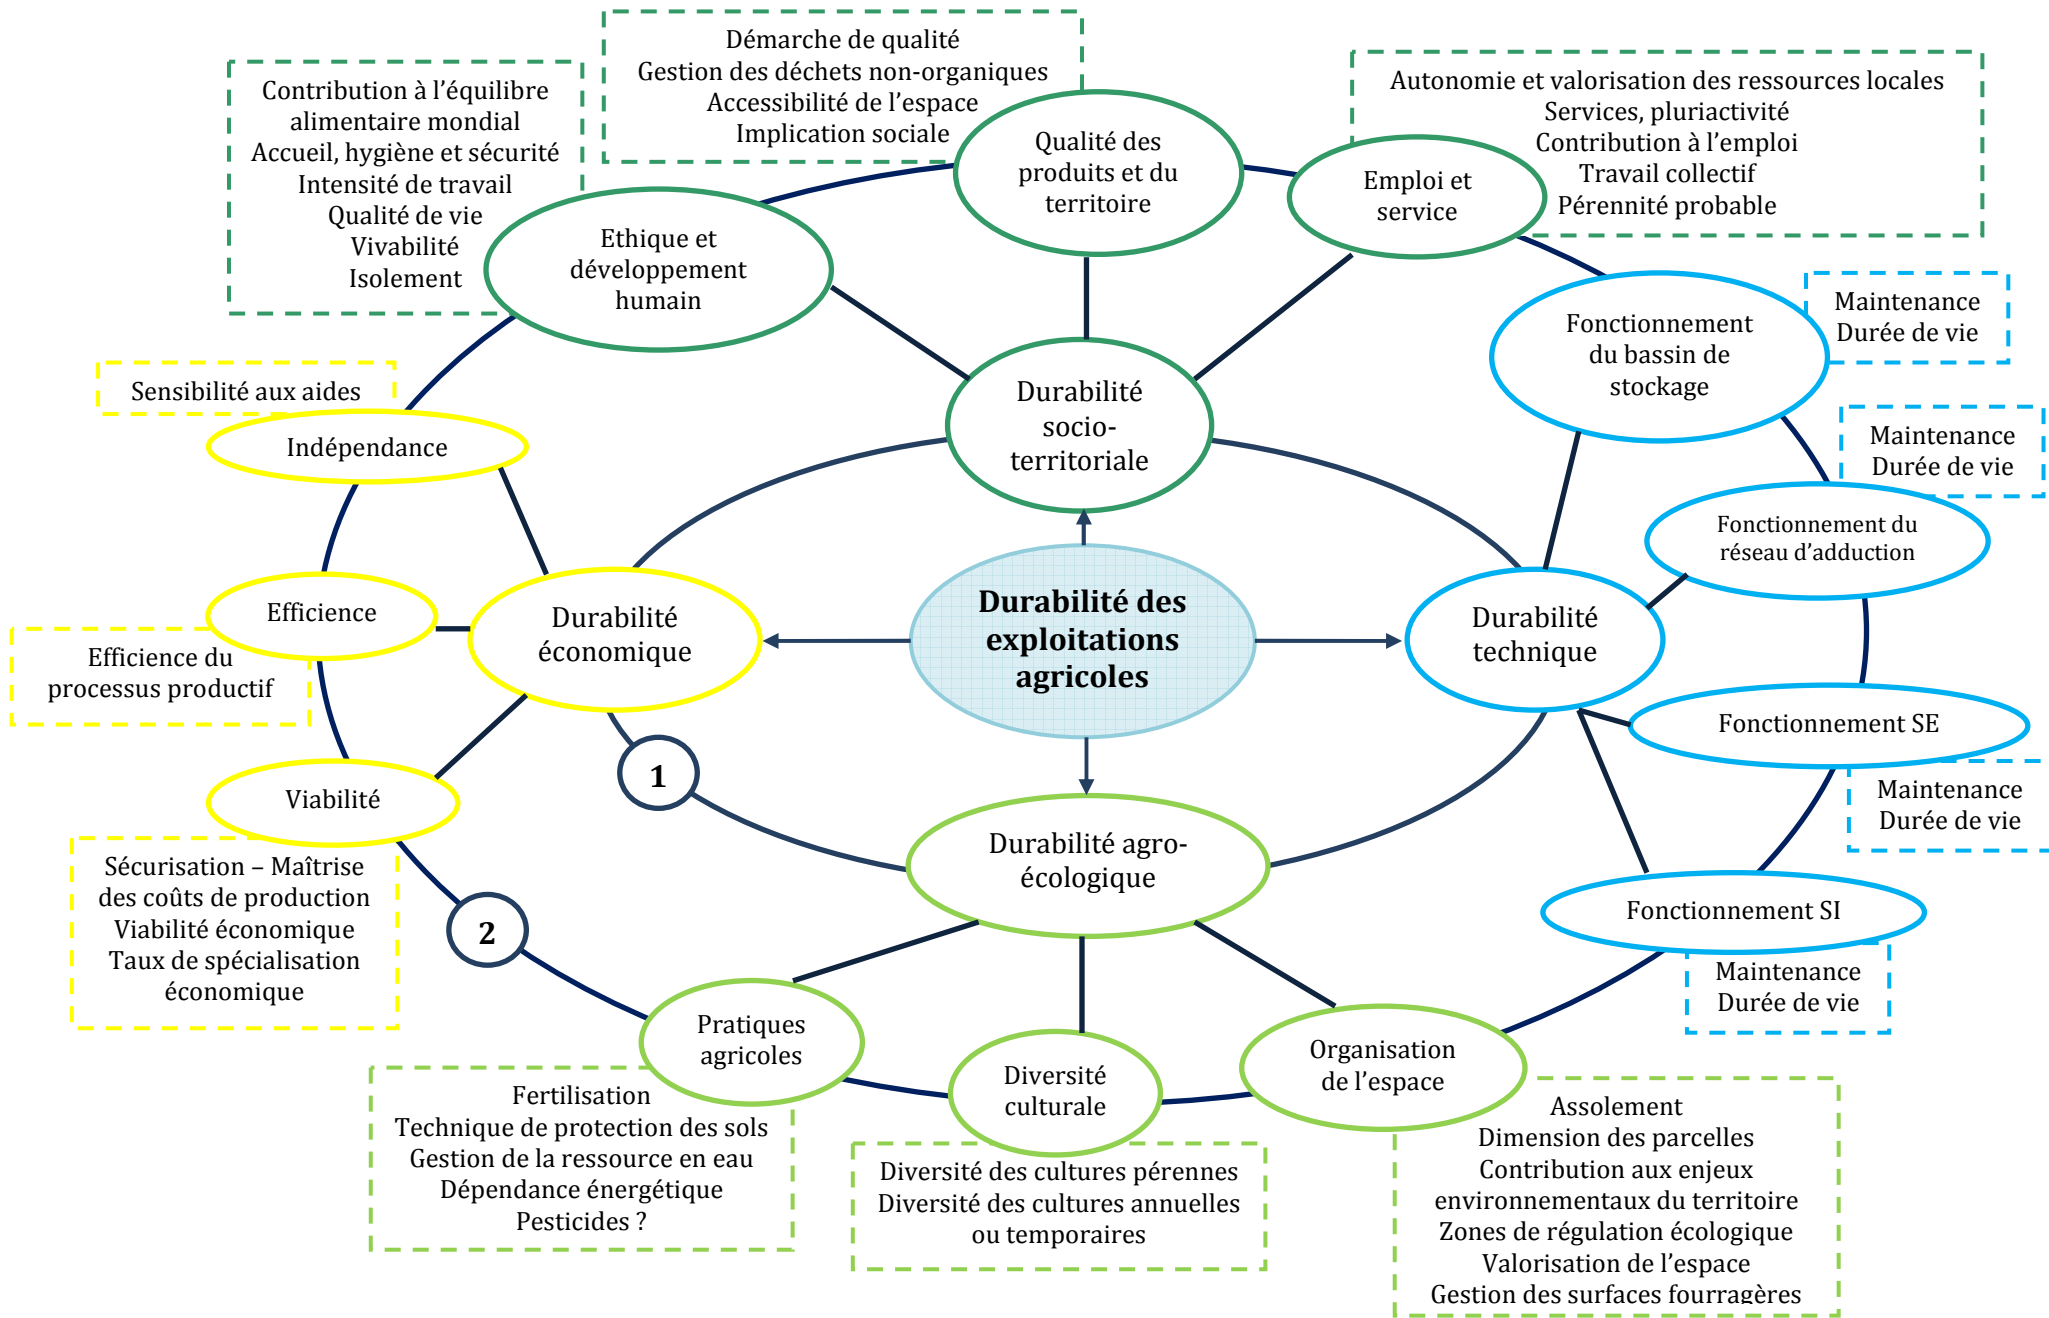 Démarche de qualité
Gestion des déchets non-organiques
Accessibilité de l'espace
Implication sociale
Contribution à l'équilibre
alimentaire mondial
Accueil, hygiène et sécurité
Intensité de travail
Qualité de vie
Vivabilité
Isolement
Autonomie et valorisation des ressources locales
Services, pluriactivité
Contribution à l'emploi
Travail collectif
Pérennité probable
Qualité des
produits et du
territoire
Emploi et
service
Ethique et
développement
humain
Fonctionnement
du bassin de
stockage
Maintenance
Durée de vie
Sensibilité aux aides
Indépendance
Durabilité
socio-
territoriale
Maintenance
Durée de vie
Fonctionnement du
réseau d'adduction
Efficience
Durabilité
économique
Durabilité des
exploitations
agricoles
Durabilité
technique
Efficience du
processus productif
Fonctionnement SE
Maintenance
Durée de vie
Viabilité
1
Durabilité agro-
écologique
Sécurisation – Maîtrise
des coûts de production
Viabilité économique
Taux de spécialisation
économique
2
Fonctionnement SI
Maintenance
Durée de vie
Pratiques
agricoles
Diversité
culturale
Organisation
de l'espace
Fertilisation
Technique de protection des sols
Gestion de la ressource en eau
Dépendance énergétique
Pesticides ?
Diversité des cultures pérennes
Diversité des cultures annuelles
ou temporaires
Assolement
Dimension des parcelles
Contribution aux enjeux
environnementaux du territoire
Zones de régulation écologique
Valorisation de l'espace
Gestion des surfaces fourragères